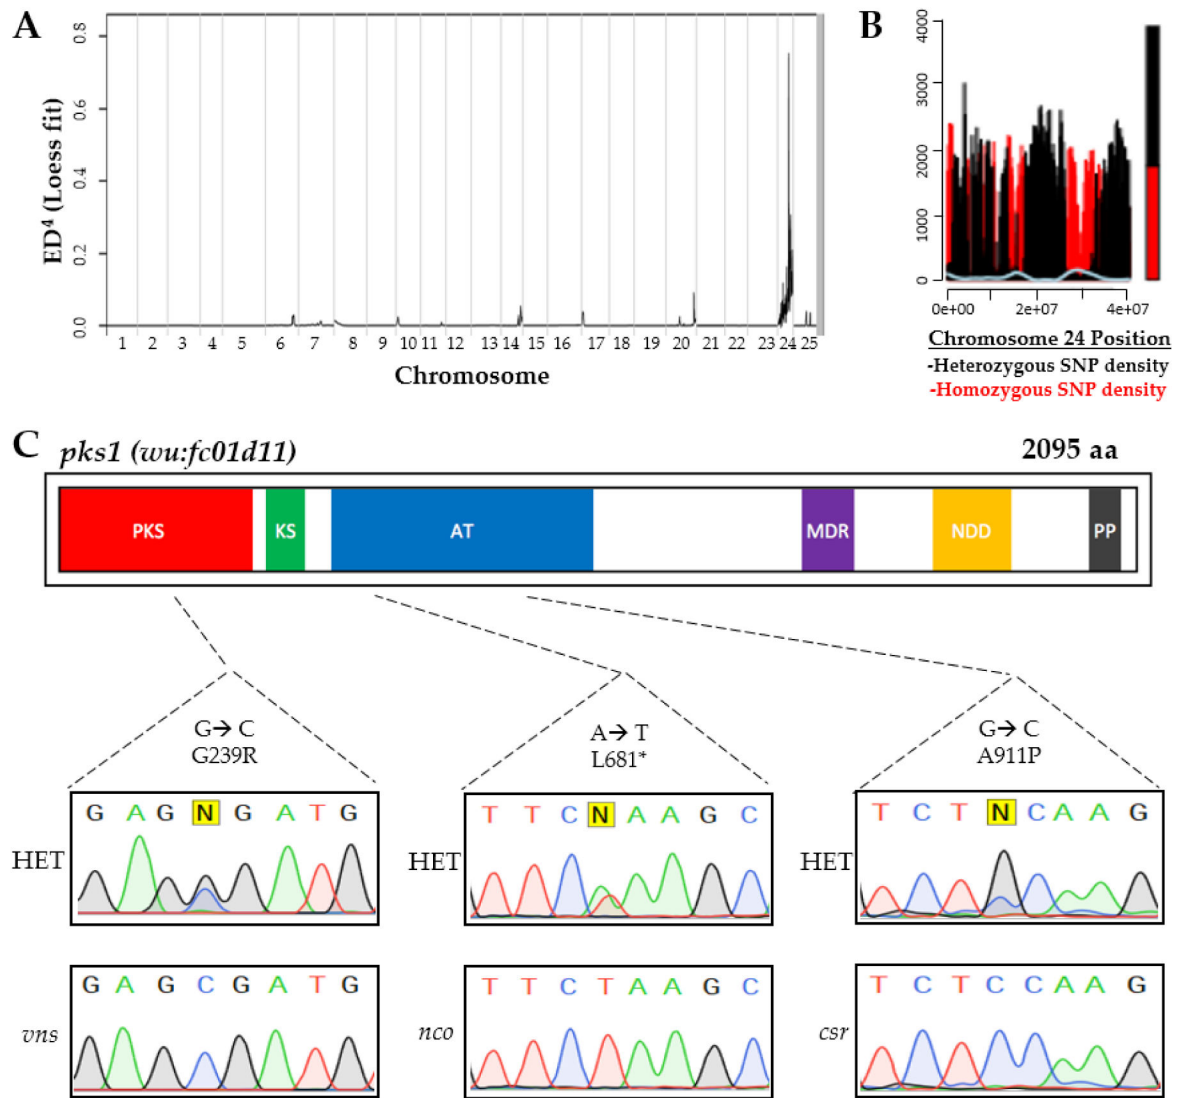 A
ED⁴ (Loess fit)
0.8
0.6
0.4
0.2
0.0
1 2 3 4 5 6 7 8 9 10 11 12 13 14 15 16 17 18 19 20 21 22 23 24 25
Chromosome
B
4000
3000
2000
1000
0
0e+00 2e+07 4e+07
Chromosome 24 Position
-Heterozygous SNP density
-Homozygous SNP density
C pks1 (wu:fc01d11) 2095 aa
PKS KS AT MDR NDD PP
G→ C A→ T G→ C
G239R L681* A911P
HET G A G N G A T G
HET T T C N A A G C
HET T C T N C A A G
vns G A G C G A T G
nco T T C T A A G C
csr T C T C C A A G